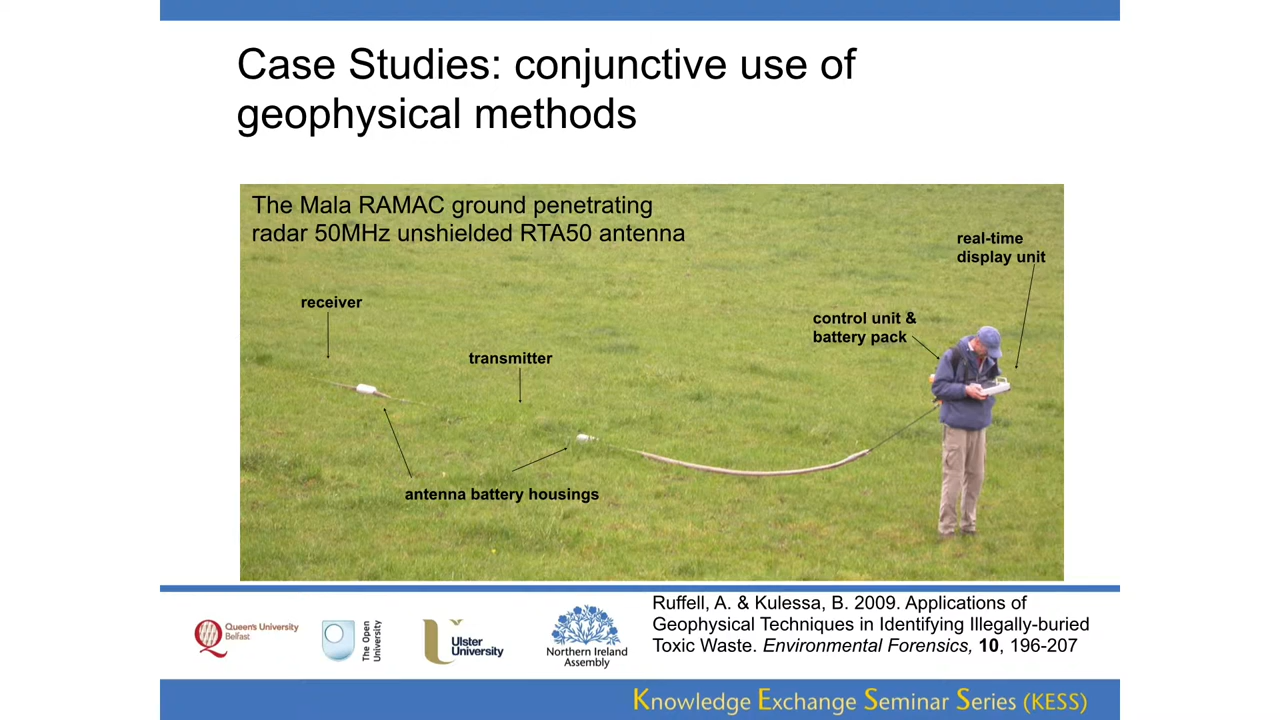 Case Studies: conjunctive use of
geophysical methods
The Mala RAMAC ground penetrating
radar 50MHz unshielded RTA50 antenna
real-time
display unit
receiver
control unit &
battery pack
transmitter
antenna battery housings
Ruffell, A. & Kulessa, B. 2009. Applications of
Geophysical Techniques in Identifying Illegally-buried
Toxic Waste. Environmental Forensics, 10, 196-207
Queen's University
Belfast
The Open
University
Ulster
University
Northern Ireland
Assembly
Knowledge Exchange Seminar Series (KESS)